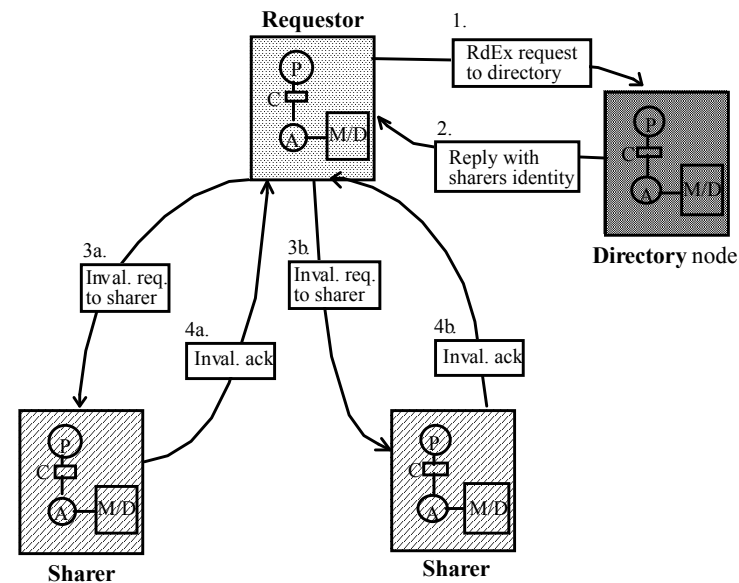 Requestor
1.
RdEx request
to directory
P
C
A
M/D
2.
Reply with
sharers identity
P
C
A
M/D
Directory node
3a.
Inval. req.
to sharer
3b.
Inval. req.
to sharer
4a.
Inval. ack
4b.
Inval. ack
P
C
A
M/D
Sharer
P
C
A
M/D
Sharer